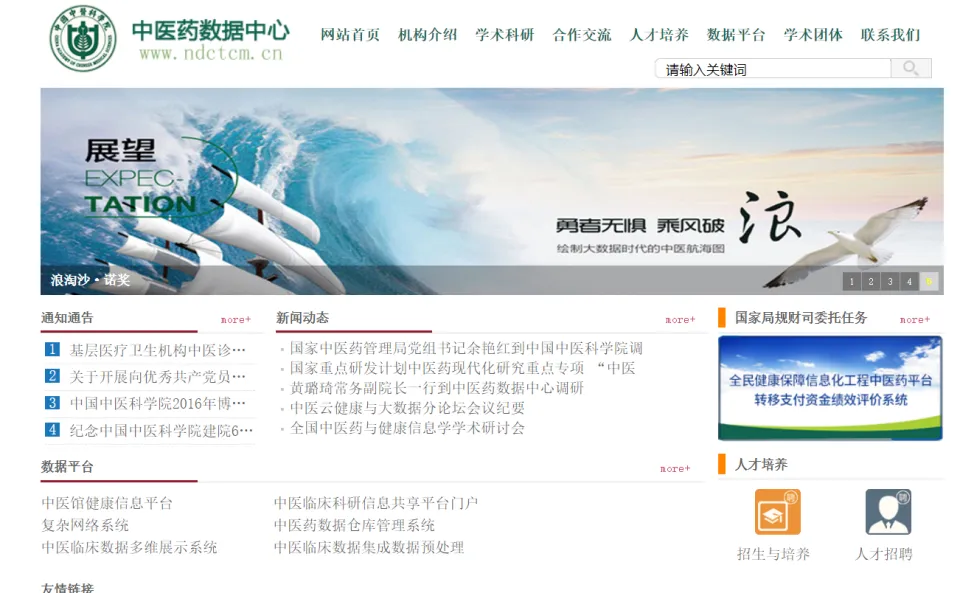 中医药数据中心
www.ndctcm.cn
网站首页 机构介绍 学术科研 合作交流 人才培养 数据平台 学术团体 联系我们
请输入关键词
展望
EXPEC-
TATION
勇者无惧 乘风破 浪
绘制大数据时代的中医航海图
浪淘沙·诺奖
1 2 3 4
通知通告 more+
1 基层医疗卫生机构中医诊…
2 关于开展向优秀共产党员…
3 中国中医科学院2016年博…
4 纪念中国中医科学院建院6…
新闻动态 more+
国家中医药管理局党组书记余艳红到中国中医科学院调
国家重点研发计划中医药现代化研究重点专项 “中医
黄璐琦常务副院长一行到中医药数据中心调研
中医云健康与大数据分论坛会议纪要
全国中医药与健康信息学学术研讨会
国家局规财司委托任务 more+
全民健康保障信息化工程中医药平台
转移支付资金绩效评价系统
数据平台 more+
中医馆健康信息平台 中医临床科研信息共享平台门户
复杂网络系统 中医药数据仓库管理系统
中医临床数据多维展示系统 中医临床数据集成数据预处理
人才培养
招生与培养 人才招聘
友情链接